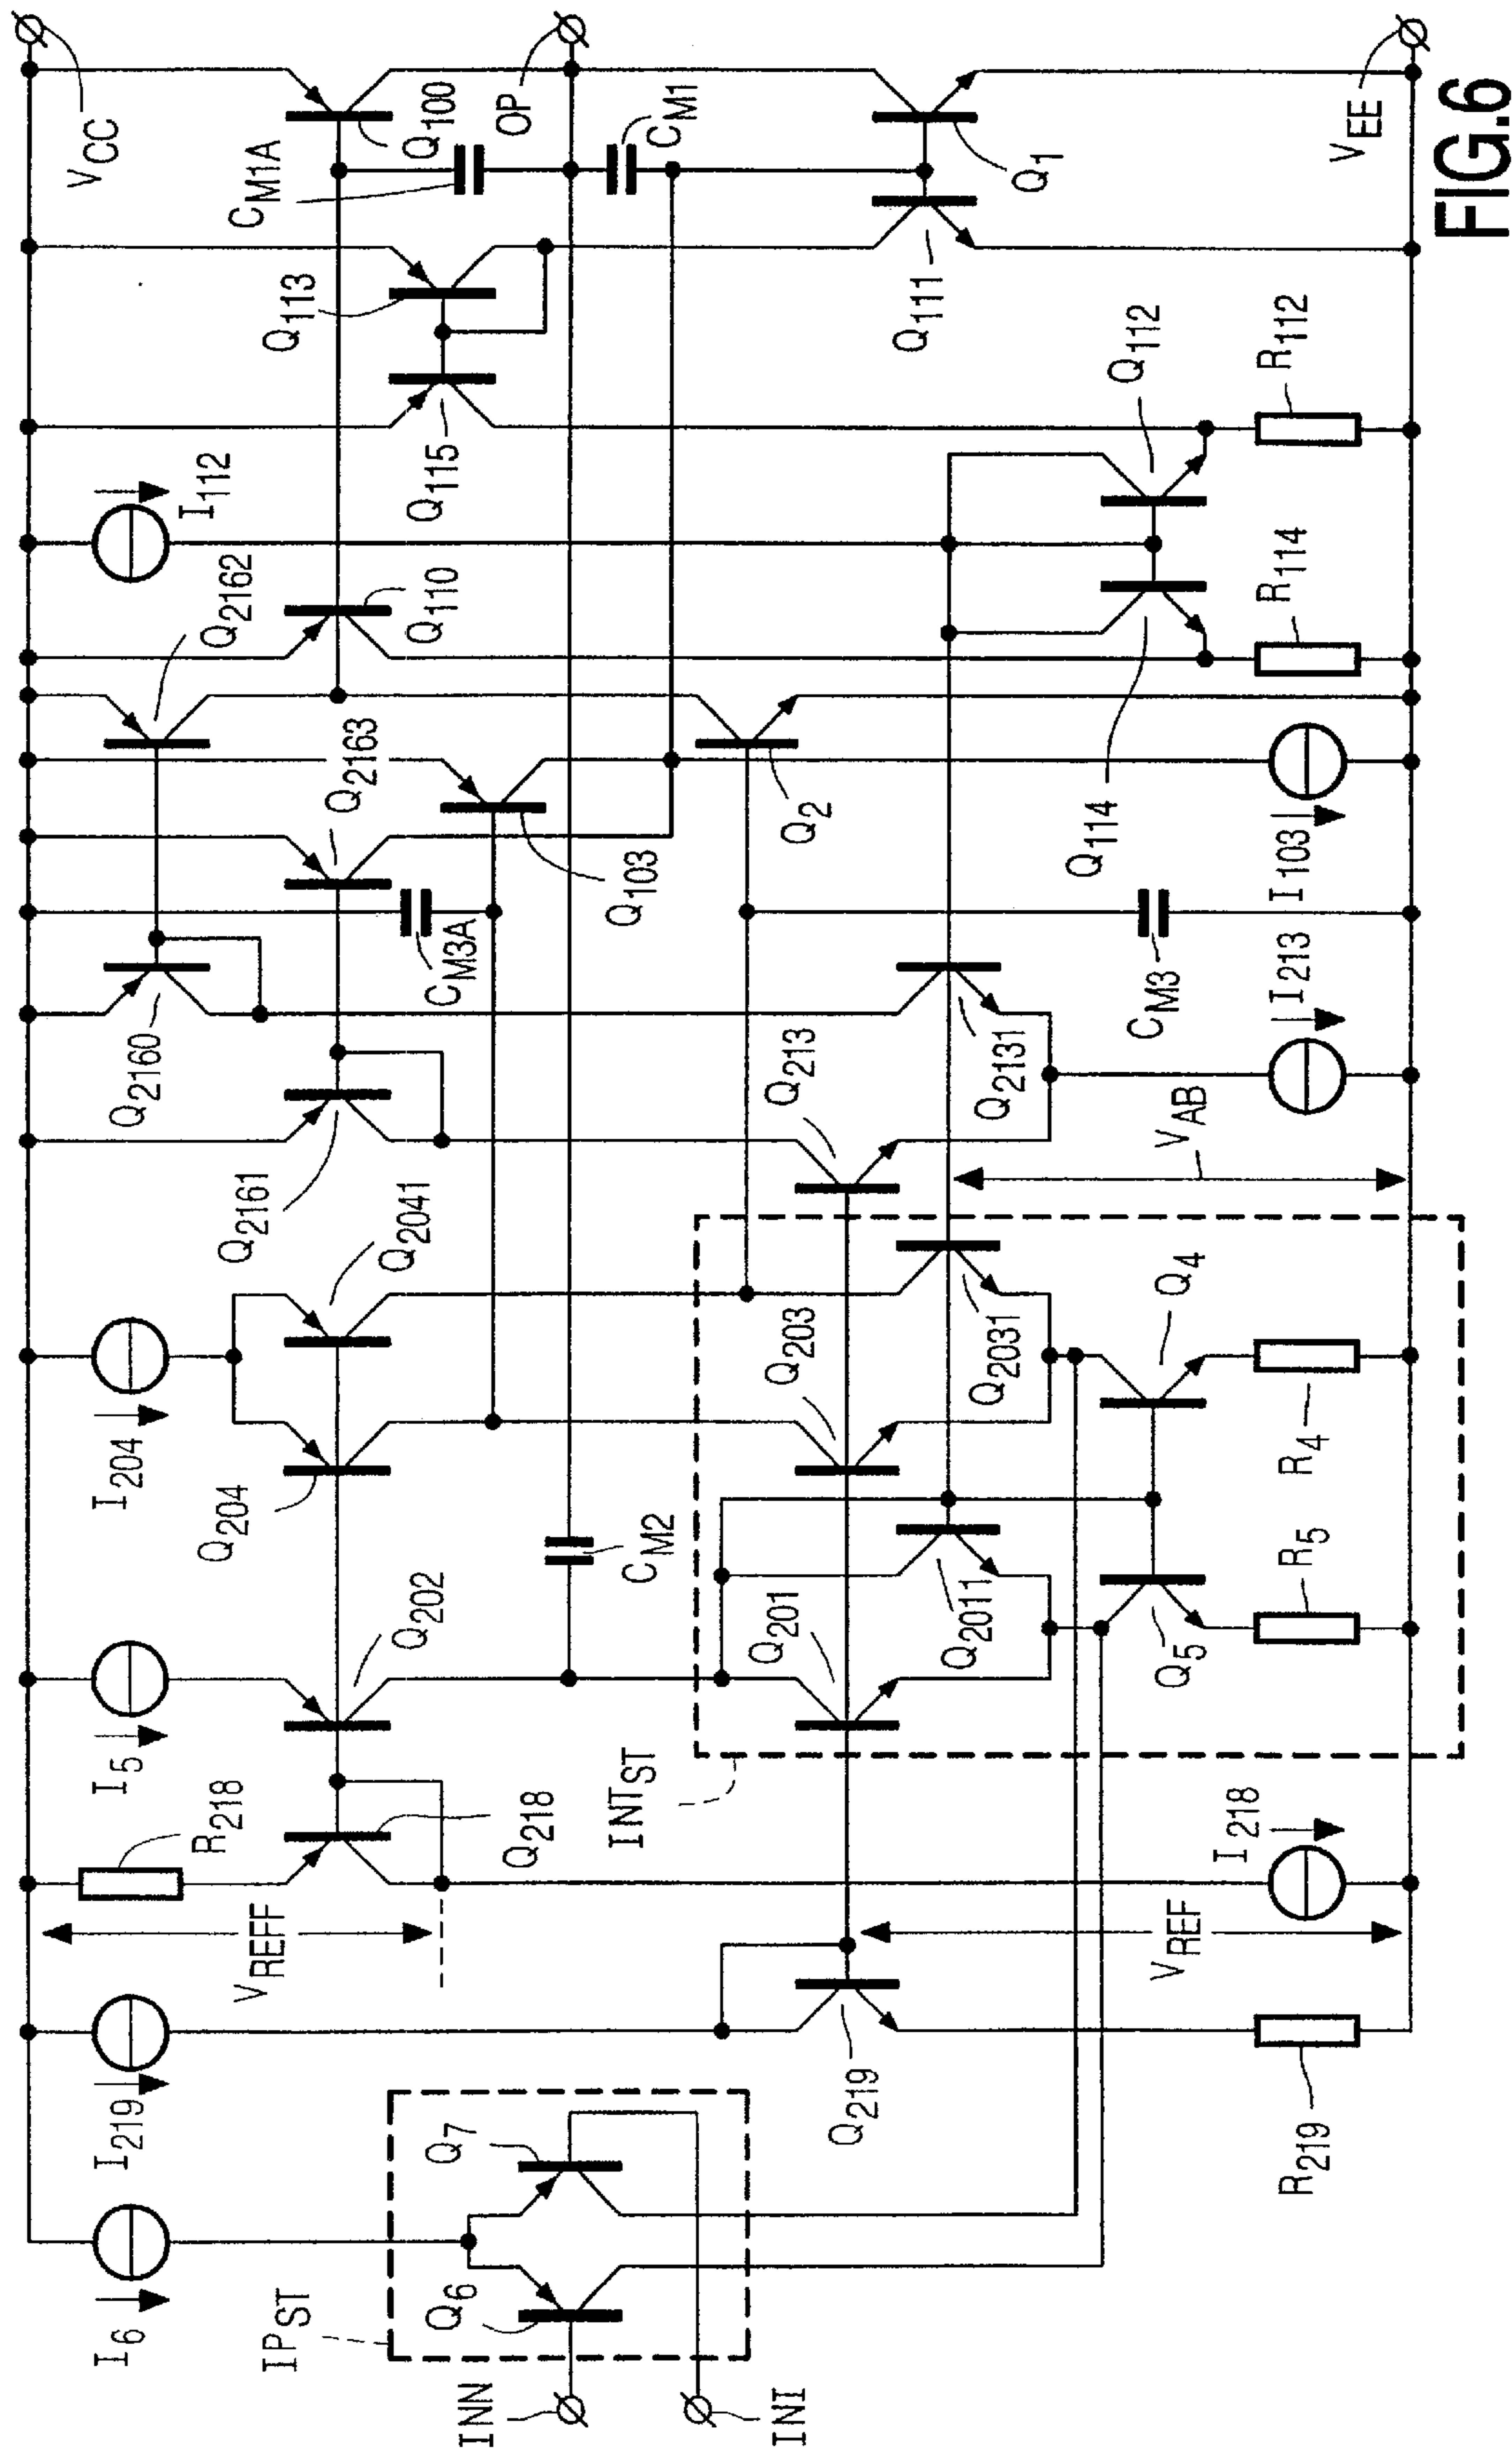 VCC
OP
VEE
FIG.6
Q100
CM1A
CM1
Q1
Q113
Q111
Q115
Q112
R112
I112
Q2162
Q110
R114
Q2163
Q103
Q2
Q114
I103
CM3A
CM3
I213
Q2160
Q213
Q2131
VAB
Q2161
Q2041
Q203
Q2031
Q4
R4
I204
Q204
CM2
Q202
Q201
Q2011
Q5
R5
I5
INTST
R218
Q218
I218
VREFF
VREF
I219
Q219
R219
Q7
Q6
I6
IPST
INN
INI